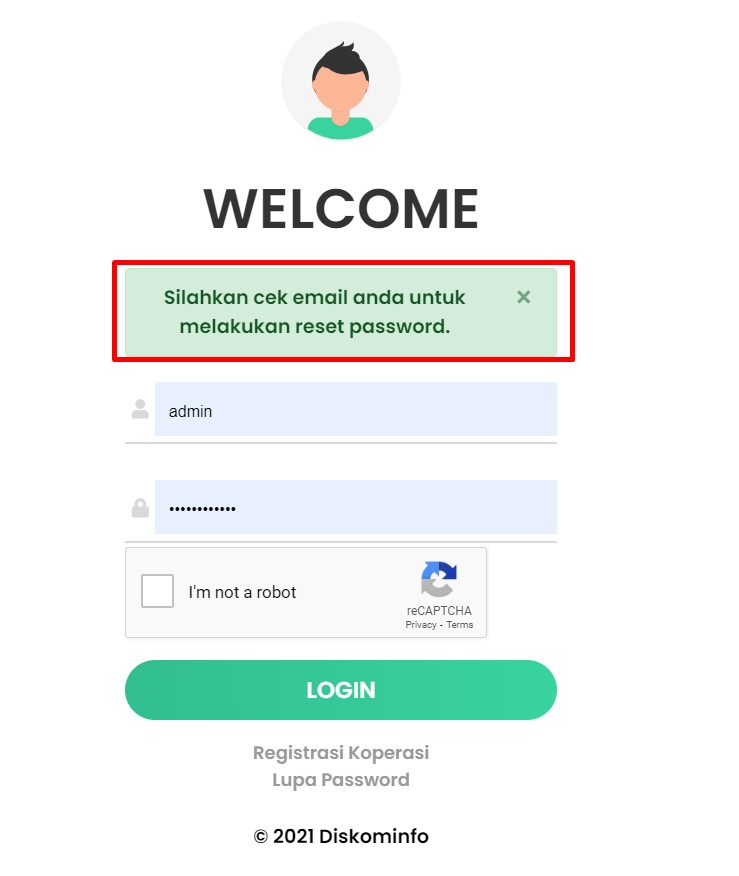 WELCOME
Silahkan cek email anda untuk
melakukan reset password.
×
admin
••••••••••••
I'm not a robot
reCAPTCHA
Privacy - Terms
LOGIN
Registrasi Koperasi
Lupa Password
© 2021 Diskominfo